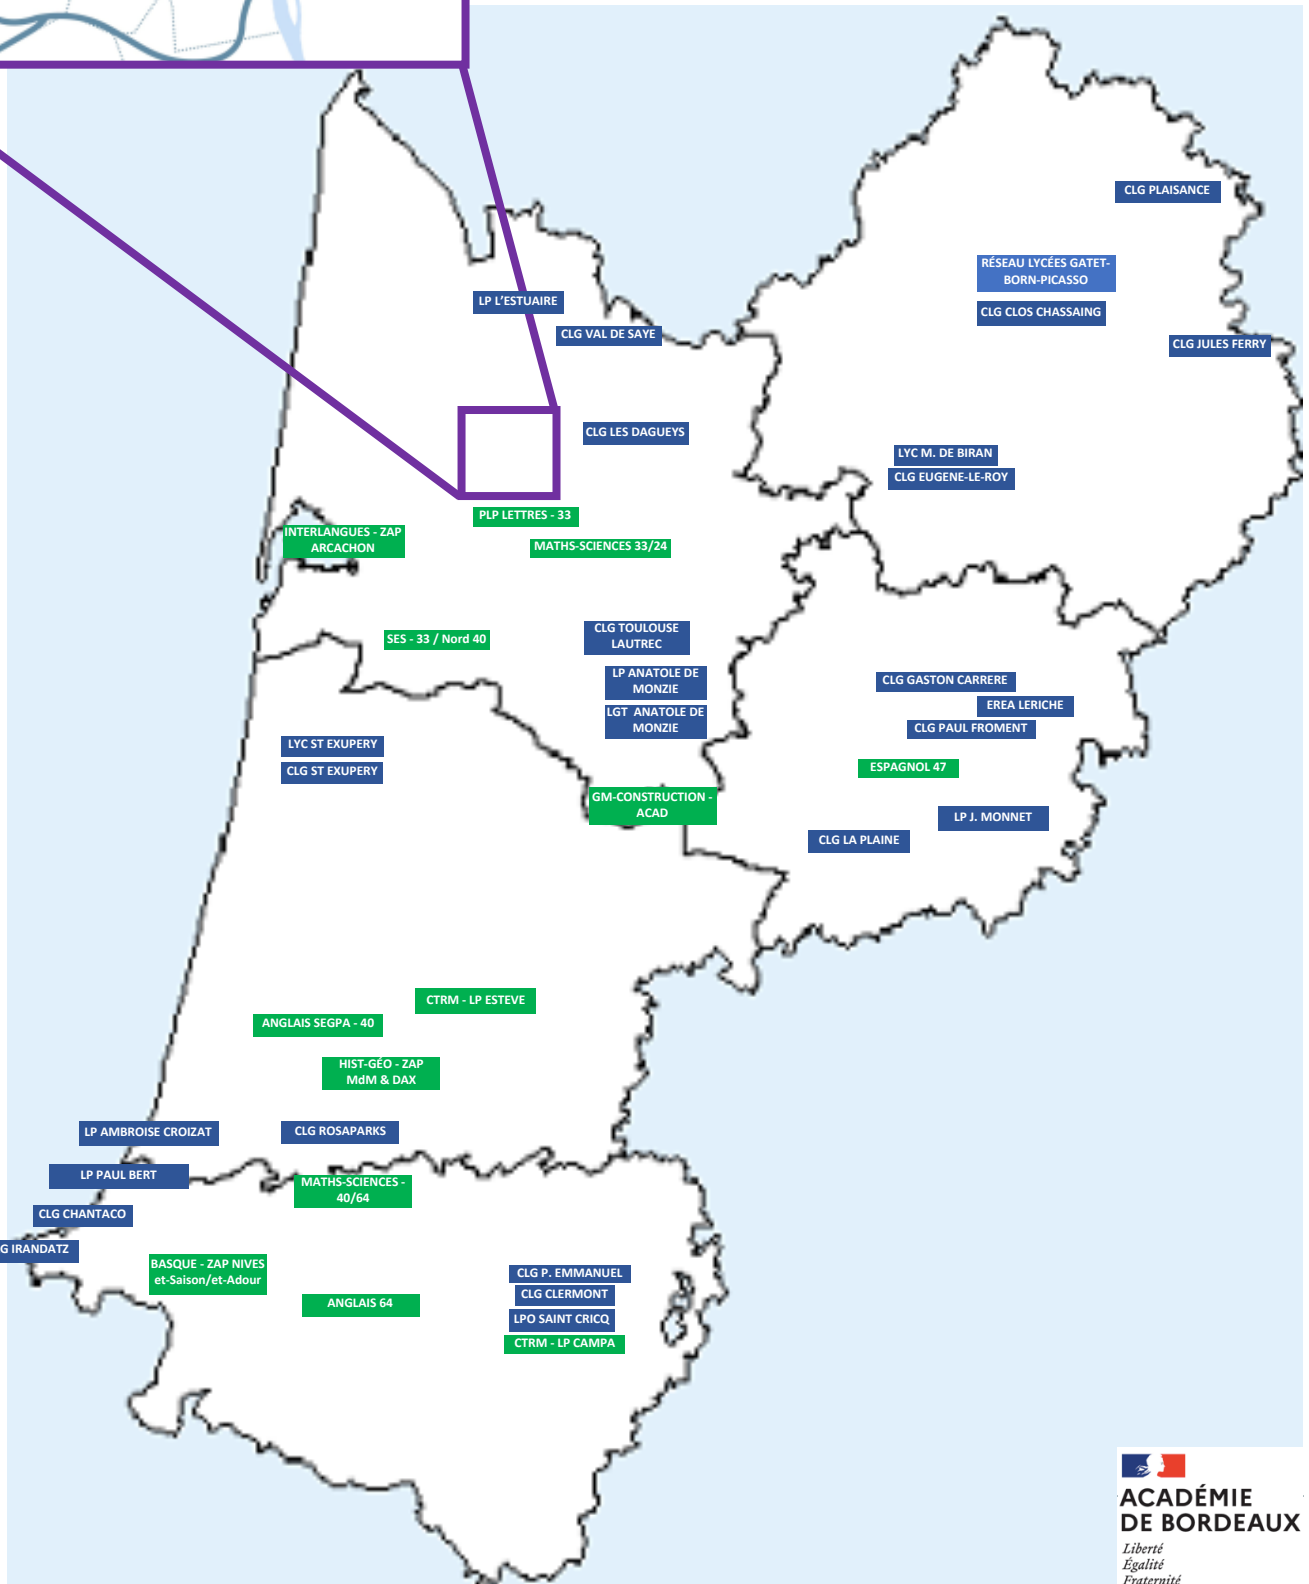 CLG PLAISANCE
RÉSEAU LYCÉES GATET-
BORN-PICASSO
LP L’ESTUAIRE
CLG CLOS CHASSAING
CLG VAL DE SAYE
CLG JULES FERRY
CLG LES DAGUEYS
LYC M. DE BIRAN
CLG EUGENE-LE-ROY
PLP LETTRES - 33
INTERLANGUES - ZAP
ARCACHON
MATHS-SCIENCES 33/24
SES - 33 / Nord 40
CLG TOULOUSE
LAUTREC
LP ANATOLE DE
MONZIE
LGT ANATOLE DE
MONZIE
CLG GASTON CARRERE
EREA LERICHE
CLG PAUL FROMENT
LYC ST EXUPERY
CLG ST EXUPERY
ESPAGNOL 47
GM-CONSTRUCTION -
ACAD
LP J. MONNET
CLG LA PLAINE
CTRM - LP ESTEVE
ANGLAIS SEGPA - 40
HIST-GÉO - ZAP
MdM & DAX
LP AMBROISE CROIZAT
CLG ROSAPARKS
LP PAUL BERT
MATHS-SCIENCES -
40/64
CLG CHANTACO
G IRANDATZ
BASQUE - ZAP NIVES
et-Saison/et-Adour
ANGLAIS 64
CLG P. EMMANUEL
CLG CLERMONT
LPO SAINT CRICQ
CTRM - LP CAMPA
ACADÉMIE
DE BORDEAUX
Liberté
Égalité
Fraternité